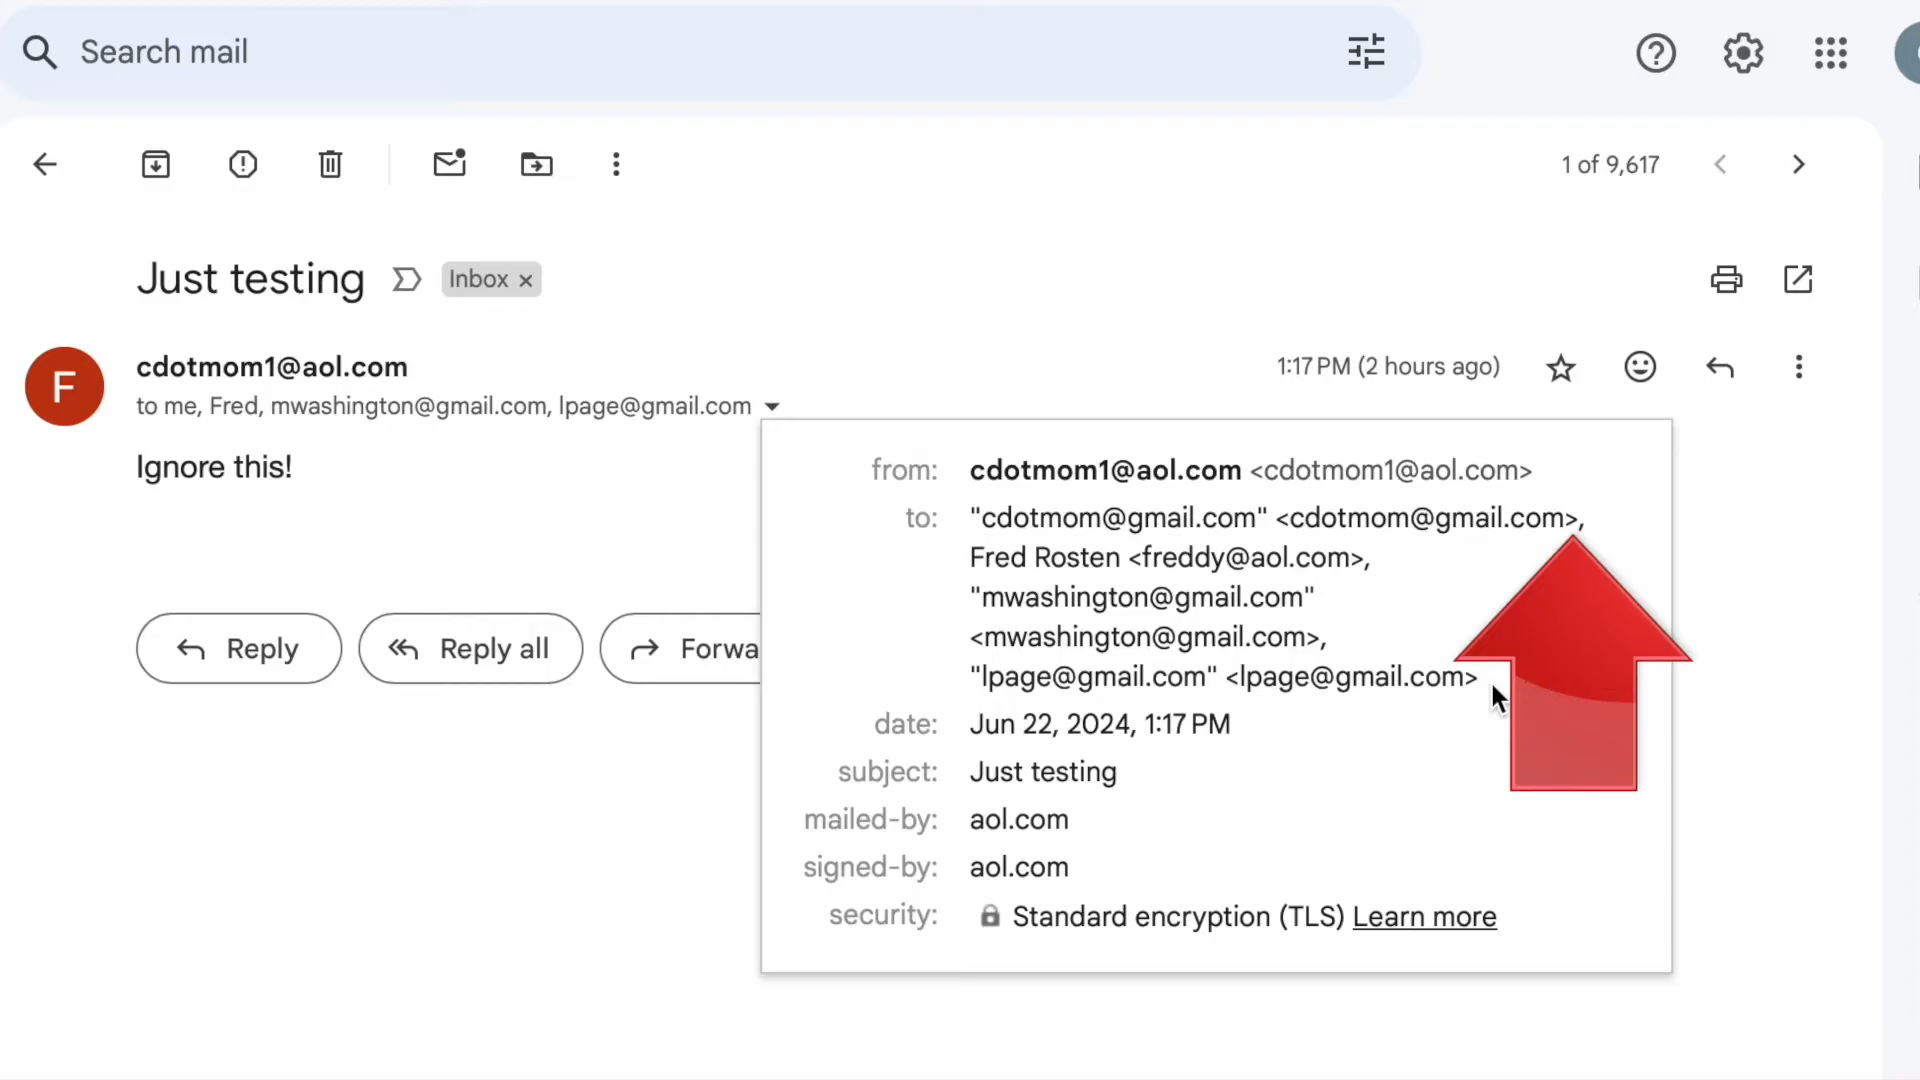 Search mail
1 of 9,617
Just testing
Inbox ×
F
cdotmom1@aol.com
1:17 PM (2 hours ago)
to me, Fred, mwashington@gmail.com, lpage@gmail.com
Ignore this!
from: cdotmom1@aol.com <cdotmom1@aol.com>
to: "cdotmom@gmail.com" <cdotmom@gmail.com>,
Fred Rosten <freddy@aol.com>,
"mwashington@gmail.com"
<mwashington@gmail.com>,
"lpage@gmail.com" <lpage@gmail.com>
date: Jun 22, 2024, 1:17 PM
subject: Just testing
mailed-by: aol.com
signed-by: aol.com
security: Standard encryption (TLS) Learn more
Reply
Reply all
Forwa